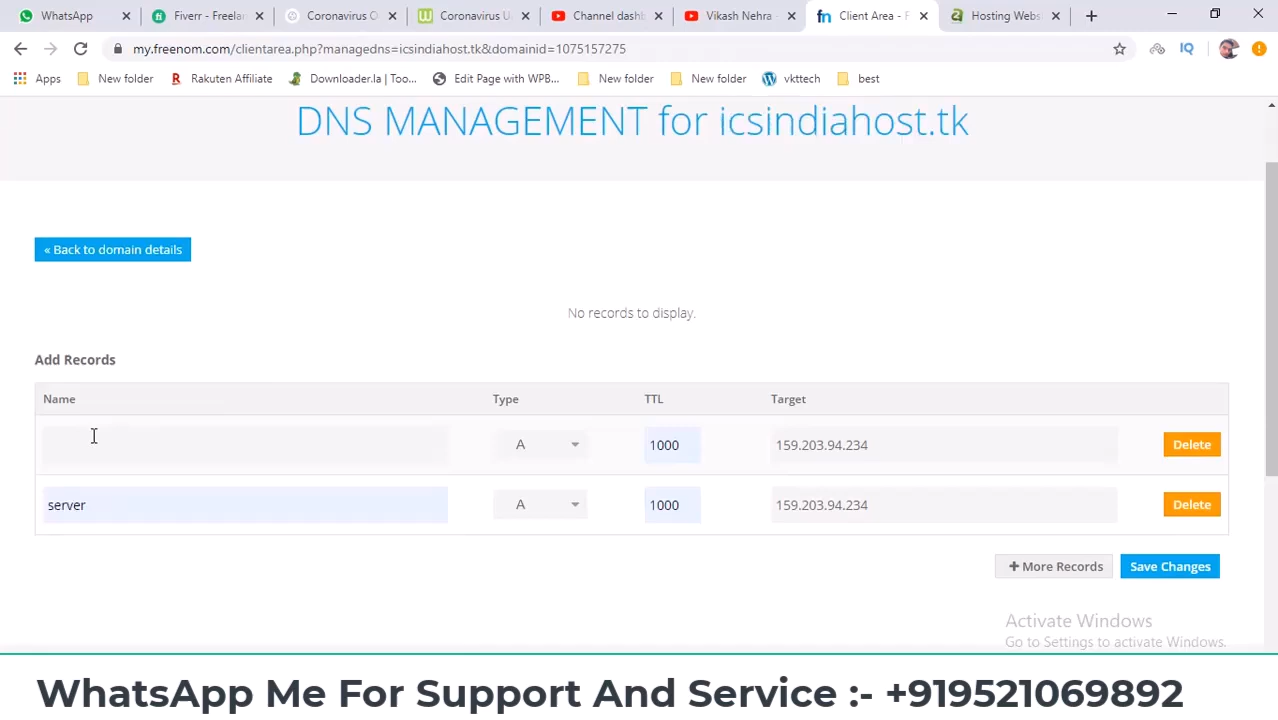 WhatsApp
Fiverr - Freelan
Coronavirus O
Coronavirus U
Channel dashb
Vikash Nehra -
Client Area - F
Hosting Webs
my.freenom.com/clientarea.php?managedns=icsindiahost.tk&domainid=1075157275
IQ
Apps New folder Rakuten Affiliate Downloader.la | Too... Edit Page with WPB... New folder New folder vkttech best
DNS MANAGEMENT for icsindiahost.tk
« Back to domain details
No records to display.
Add Records
Name Type TTL Target
A 1000 159.203.94.234 Delete
server A 1000 159.203.94.234 Delete
+ More Records Save Changes
Activate Windows
Go to Settings to activate Windows.
WhatsApp Me For Support And Service :- +919521069892